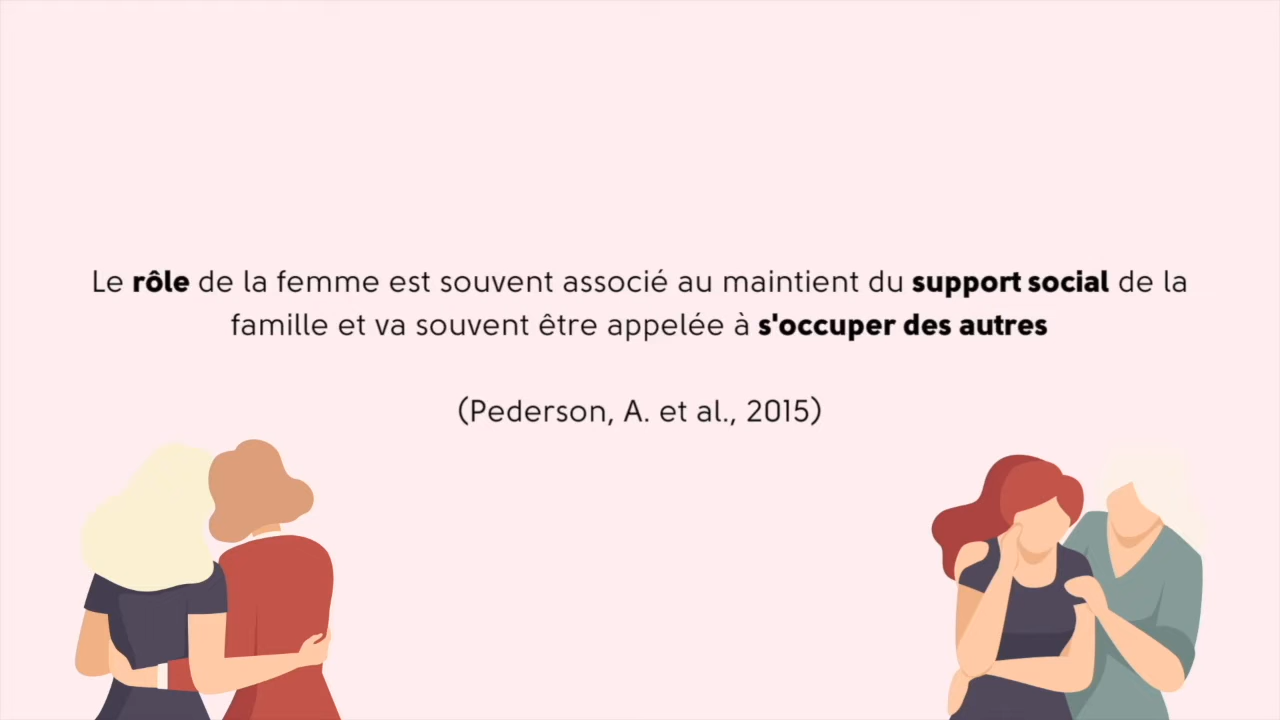 Le rôle de la femme est souvent associé au maintient du support social de la
famille et va souvent être appelée à s'occuper des autres
(Pederson, A. et al., 2015)